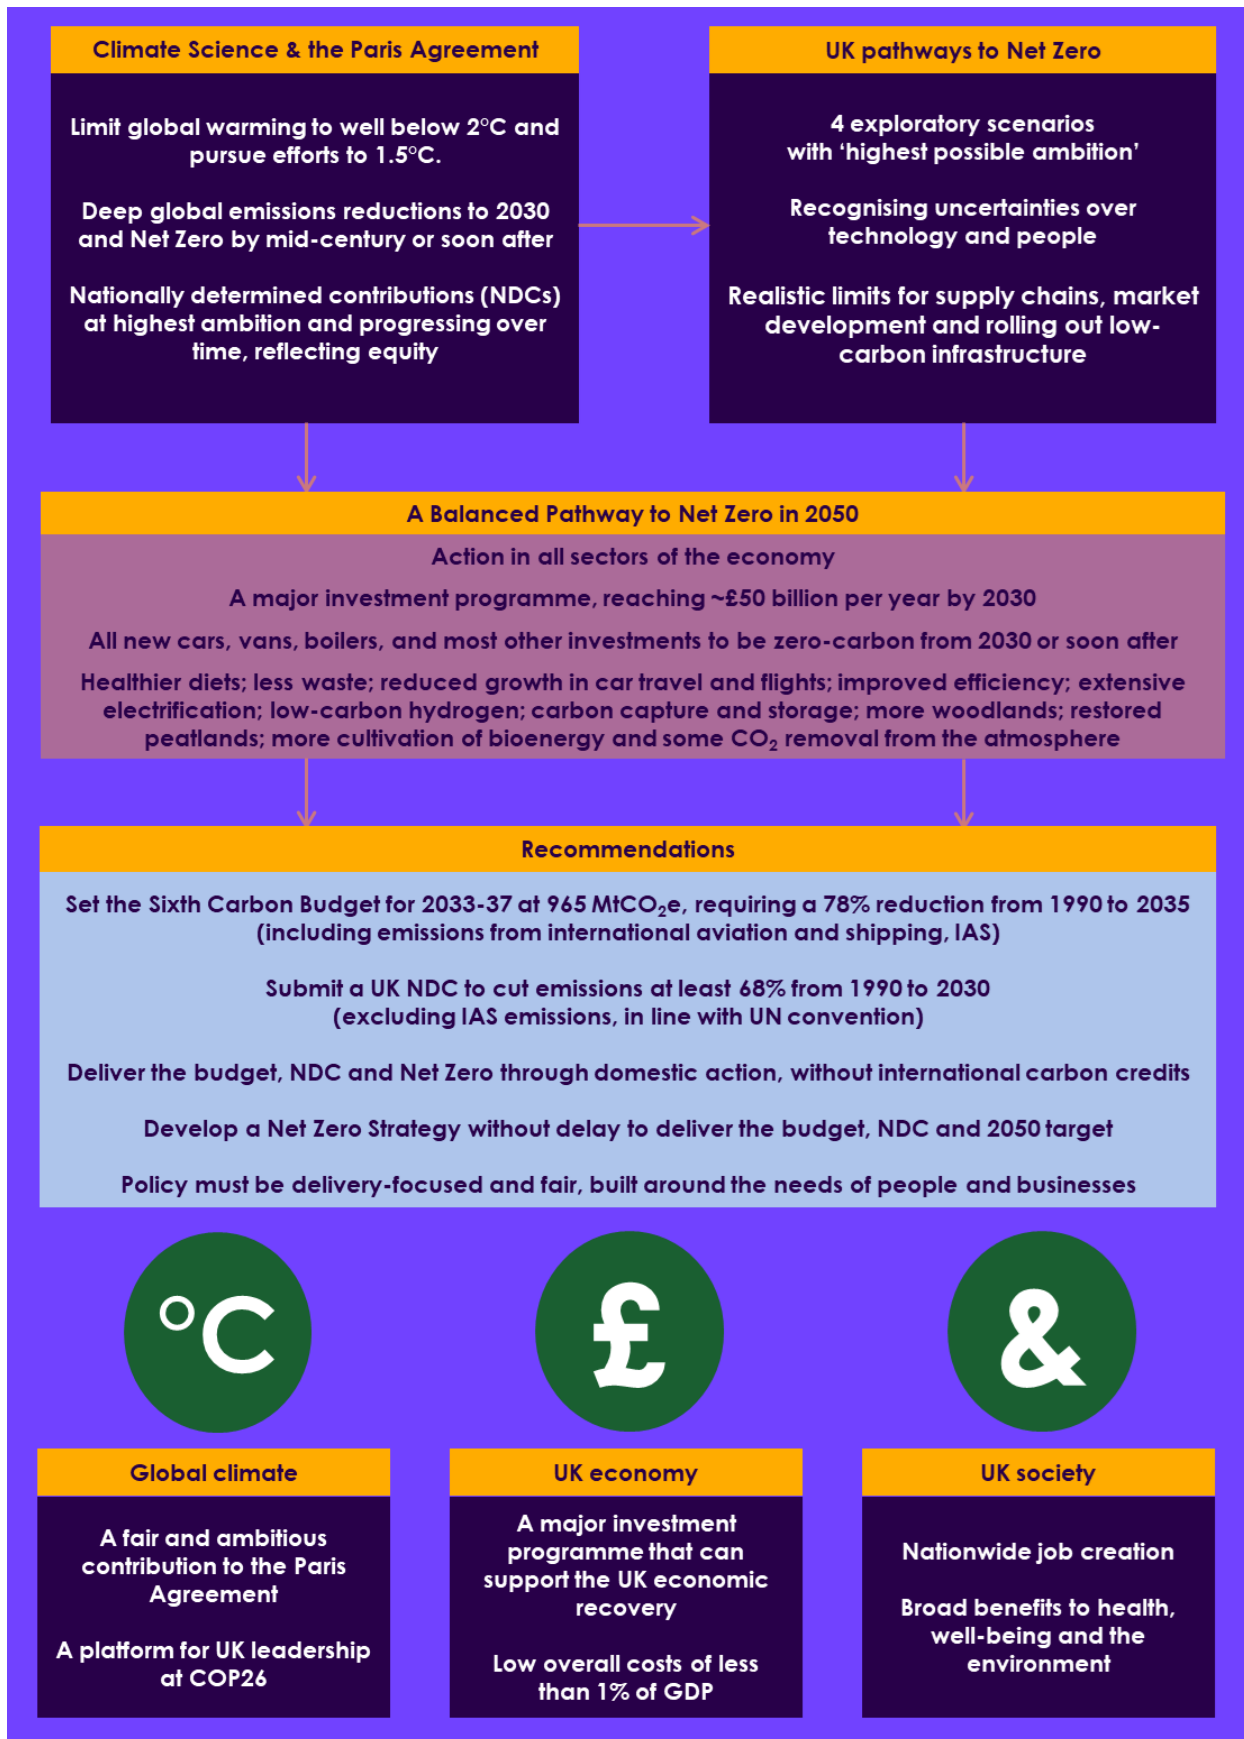 Climate Science & the Paris Agreement
Limit global warming to well below 2°C and
pursue efforts to 1.5°C.
Deep global emissions reductions to 2030
and Net Zero by mid-century or soon after
Nationally determined contributions (NDCs)
at highest ambition and progressing over
time, reflecting equity
UK pathways to Net Zero
4 exploratory scenarios
with ‘highest possible ambition’
Recognising uncertainties over
technology and people
Realistic limits for supply chains, market
development and rolling out low-
carbon infrastructure
A Balanced Pathway to Net Zero in 2050
Action in all sectors of the economy
A major investment programme, reaching ~£50 billion per year by 2030
All new cars, vans, boilers, and most other investments to be zero-carbon from 2030 or soon after
Healthier diets; less waste; reduced growth in car travel and flights; improved efficiency; extensive
electrification; low-carbon hydrogen; carbon capture and storage; more woodlands; restored
peatlands; more cultivation of bioenergy and some CO₂ removal from the atmosphere
Recommendations
Set the Sixth Carbon Budget for 2033-37 at 965 MtCO₂e, requiring a 78% reduction from 1990 to 2035
(including emissions from international aviation and shipping, IAS)
Submit a UK NDC to cut emissions at least 68% from 1990 to 2030
(excluding IAS emissions, in line with UN convention)
Deliver the budget, NDC and Net Zero through domestic action, without international carbon credits
Develop a Net Zero Strategy without delay to deliver the budget, NDC and 2050 target
Policy must be delivery-focused and fair, built around the needs of people and businesses
°C
£
&
Global climate
A fair and ambitious
contribution to the Paris
Agreement
A platform for UK leadership
at COP26
UK economy
A major investment
programme that can
support the UK economic
recovery
Low overall costs of less
than 1% of GDP
UK society
Nationwide job creation
Broad benefits to health,
well-being and the
environment